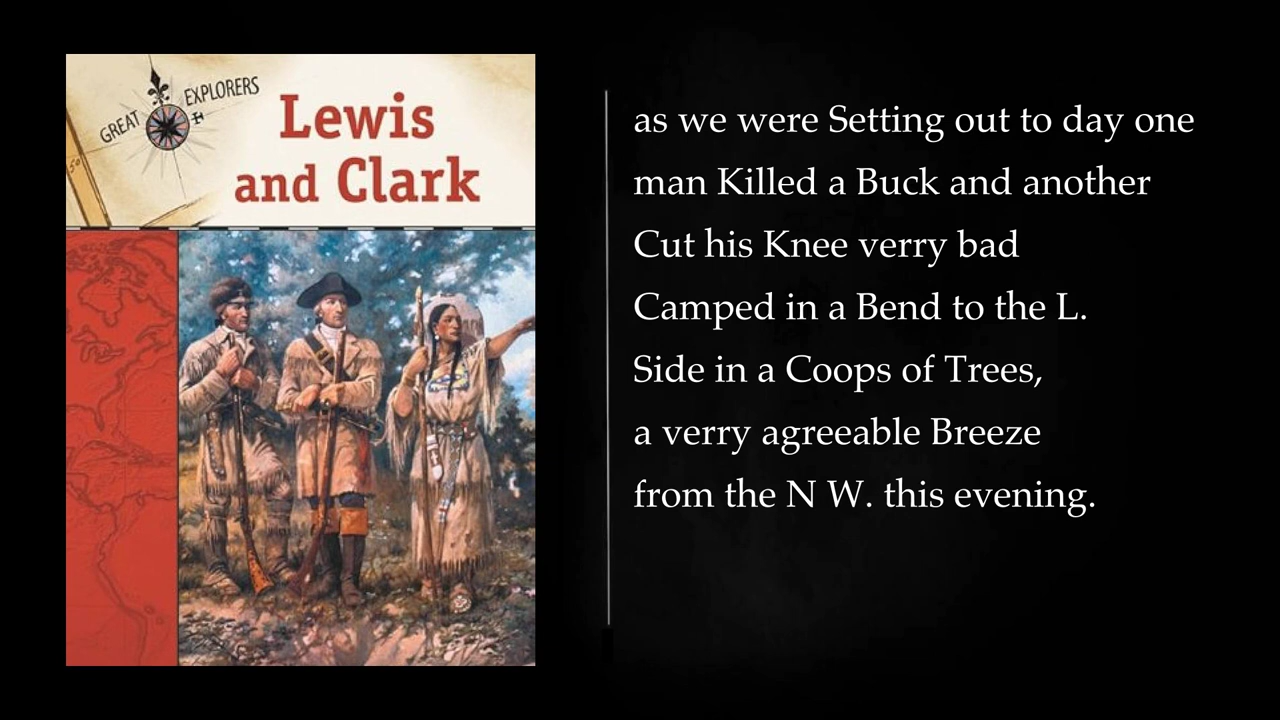 GREAT EXPLORERS
Lewis
and Clark
as we were Setting out to day one
man Killed a Buck and another
Cut his Knee verry bad
Camped in a Bend to the L.
Side in a Coops of Trees,
a verry agreeable Breeze
from the N W. this evening.